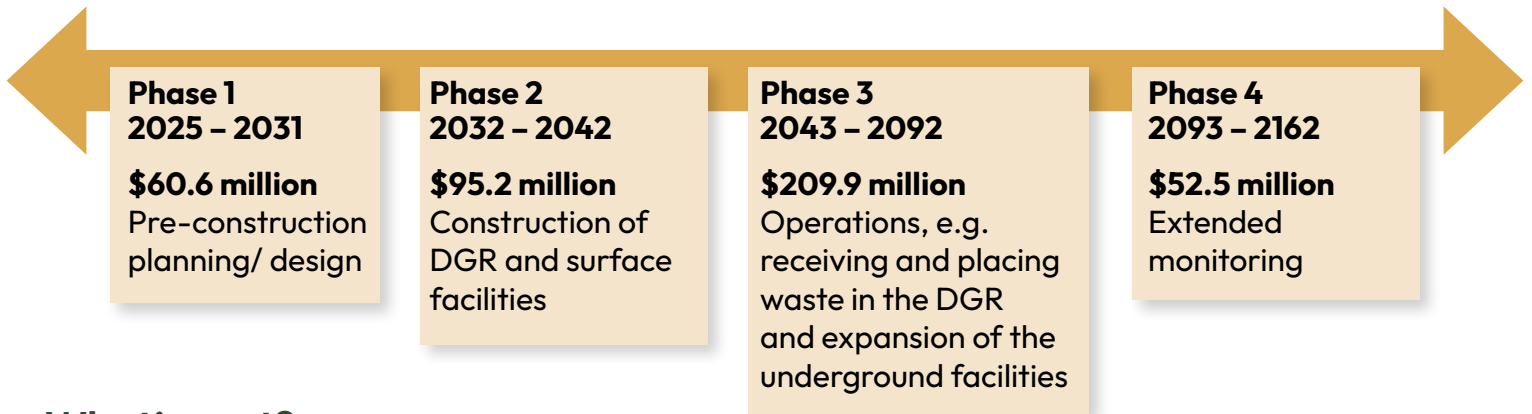 Phase 1
2025 – 2031
$60.6 million
Pre-construction
planning/ design
Phase 2
2032 – 2042
$95.2 million
Construction of
DGR and surface
facilities
Phase 3
2043 – 2092
$209.9 million
Operations, e.g.
receiving and placing
waste in the DGR
and expansion of the
underground facilities
Phase 4
2093 – 2162
$52.5 million
Extended
monitoring